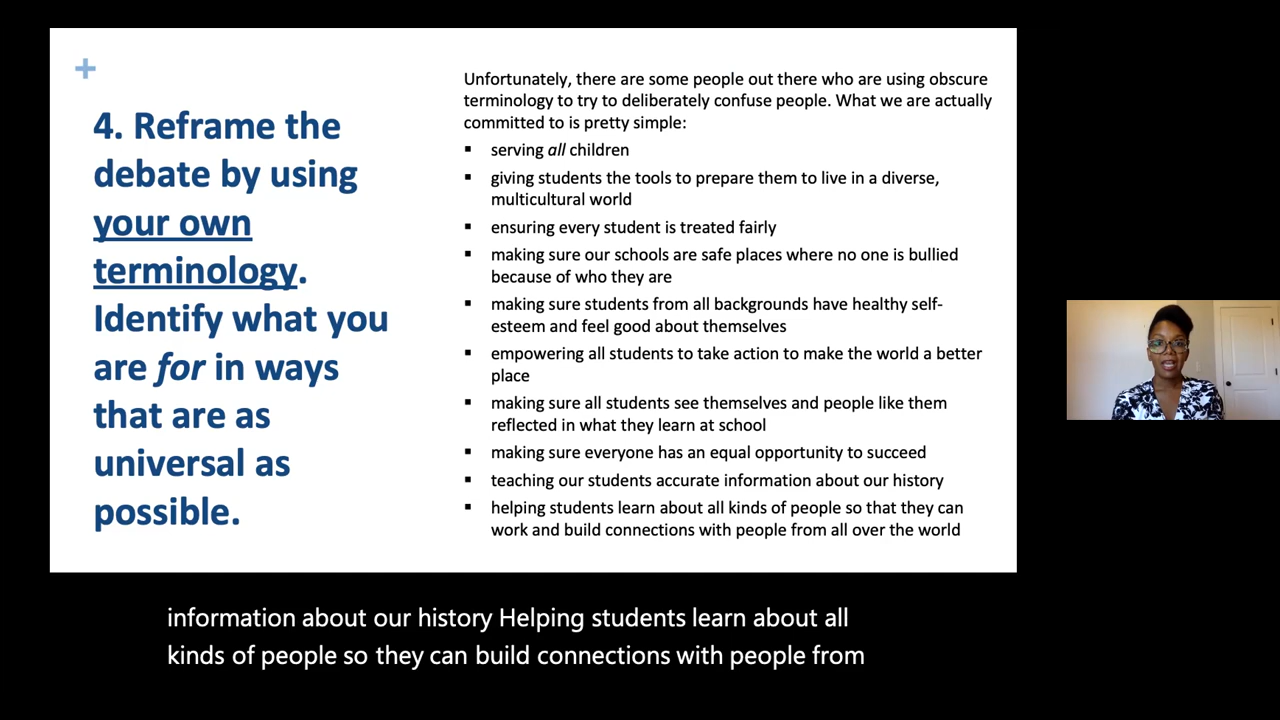 +
4. Reframe the
debate by using
your own
terminology.
Identify what you
are for in ways
that are as
universal as
possible.
Unfortunately, there are some people out there who are using obscure
terminology to try to deliberately confuse people. What we are actually
committed to is pretty simple:
▪ serving all children
▪ giving students the tools to prepare them to live in a diverse,
multicultural world
▪ ensuring every student is treated fairly
▪ making sure our schools are safe places where no one is bullied
because of who they are
▪ making sure students from all backgrounds have healthy self-
esteem and feel good about themselves
▪ empowering all students to take action to make the world a better
place
▪ making sure all students see themselves and people like them
reflected in what they learn at school
▪ making sure everyone has an equal opportunity to succeed
▪ teaching our students accurate information about our history
▪ helping students learn about all kinds of people so that they can
work and build connections with people from all over the world
information about our history Helping students learn about all
kinds of people so they can build connections with people from